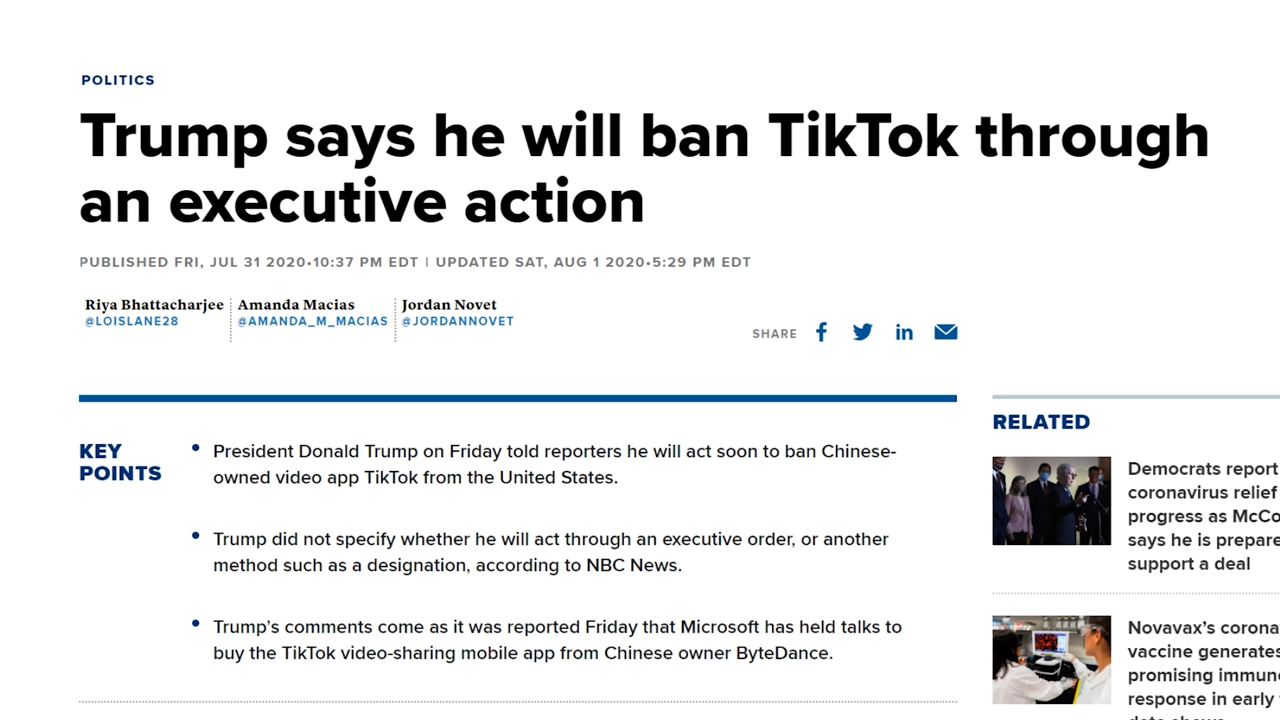 POLITICS
Trump says he will ban TikTok through
an executive action
PUBLISHED FRI, JUL 31 2020•10:37 PM EDT | UPDATED SAT, AUG 1 2020•5:29 PM EDT
Riya Bhattacharjee Amanda Macias Jordan Novet
@LOISLANE28 @AMANDA_M_MACIAS @JORDANNOVET
SHARE
KEY
POINTS
• President Donald Trump on Friday told reporters he will act soon to ban Chinese-
owned video app TikTok from the United States.
• Trump did not specify whether he will act through an executive order, or another
method such as a designation, according to NBC News.
• Trump’s comments come as it was reported Friday that Microsoft has held talks to
buy the TikTok video-sharing mobile app from Chinese owner ByteDance.
RELATED
Democrats report
coronavirus relief
progress as McCo
says he is prepare
support a deal
Novavax’s corona
vaccine generates
promising immun
response in early